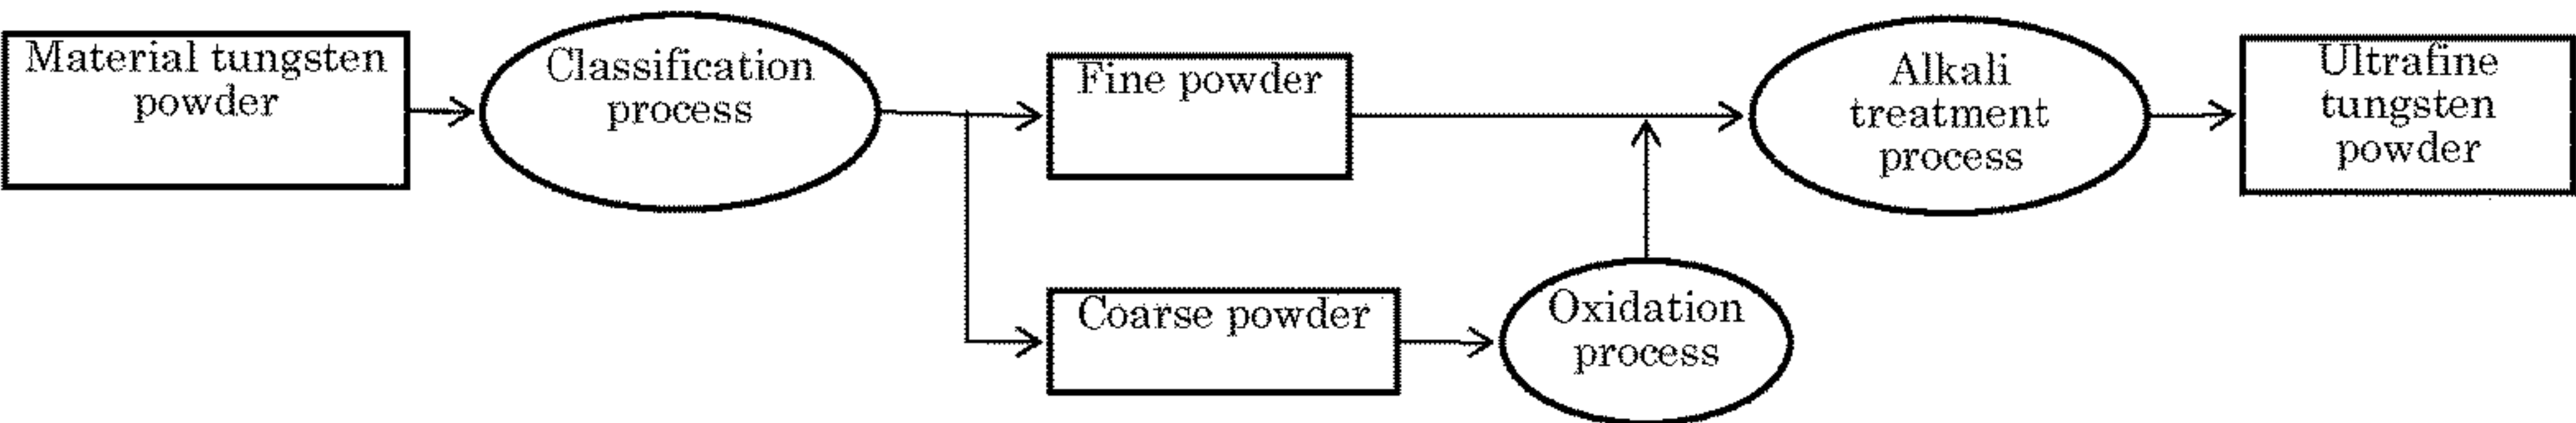 Material tungsten
powder
Classification
process
Fine powder
Coarse powder
Oxidation
process
Alkali
treatment
process
Ultrafine
tungsten
powder